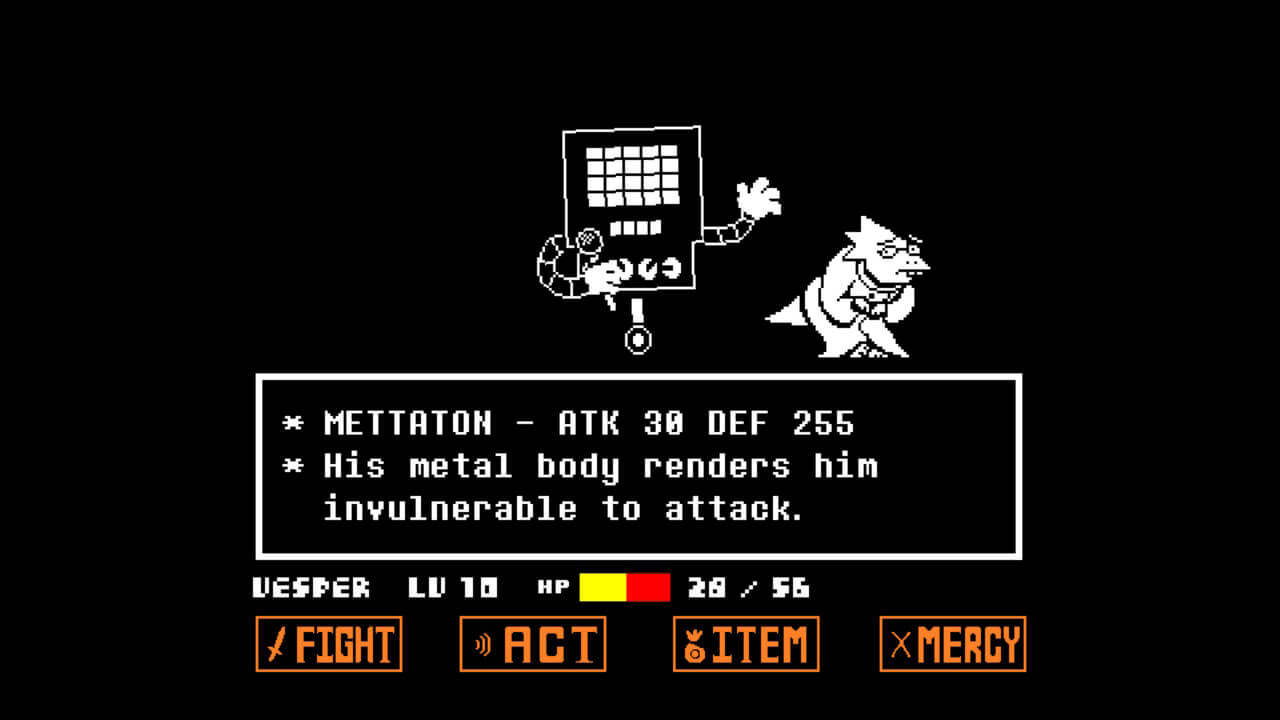 * METTATON - ATK 30 DEF 255
* His metal body renders him
invulnerable to attack.
VESPER LV 10 HP 28 / 56
FIGHT ACT ITEM MERCY